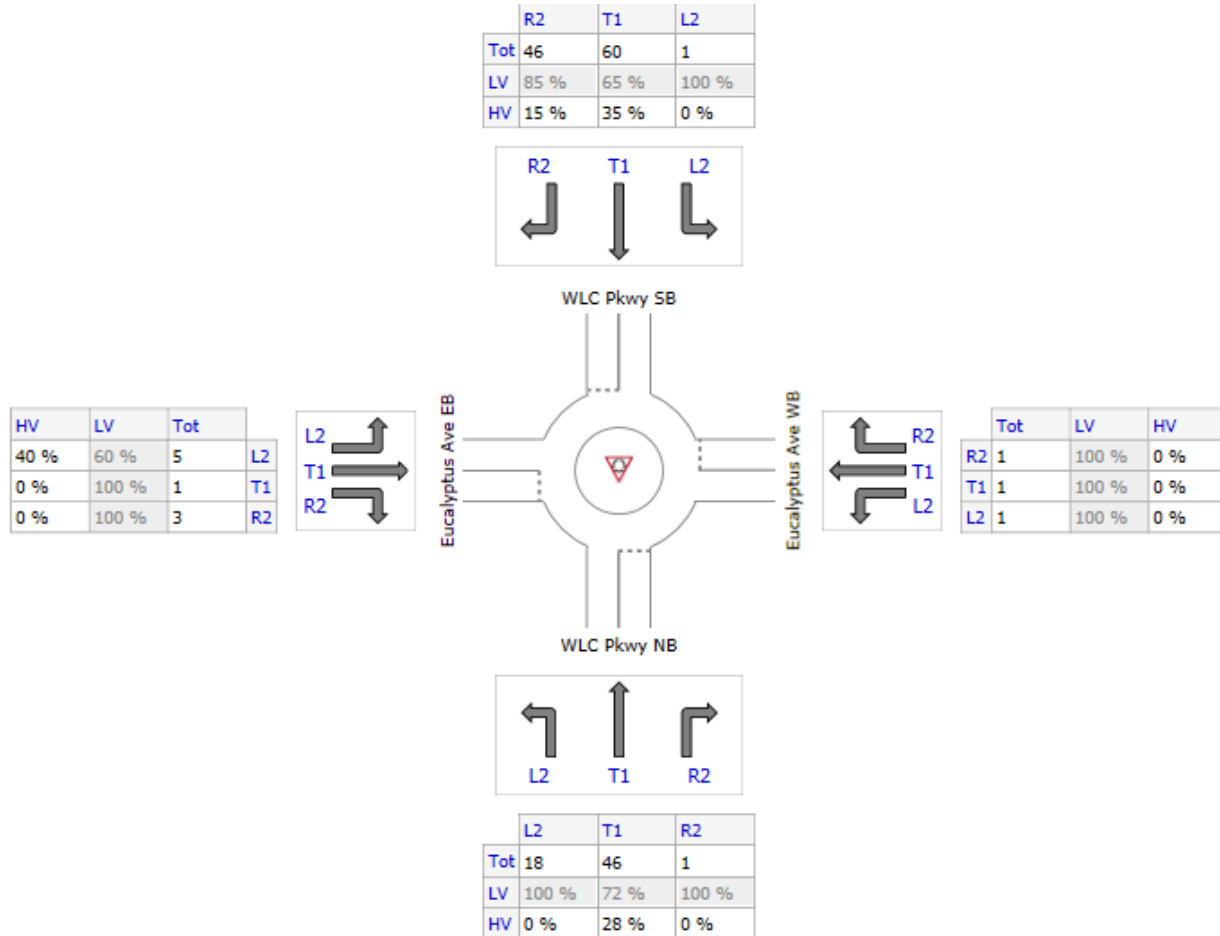 R2 T1 L2
Tot 46 60 1
LV 85 % 65 % 100 %
HV 15 % 35 % 0 %
R2 T1 L2
WLC Pkwy SB
HV LV Tot
40 % 60 % 5 L2
0 % 100 % 1 T1
0 % 100 % 3 R2
L2
T1
R2
Eucalyptus Ave EB
Eucalyptus Ave WB
R2
T1
L2
Tot LV HV
R2 1 100 % 0 %
T1 1 100 % 0 %
L2 1 100 % 0 %
WLC Pkwy NB
L2 T1 R2
L2 T1 R2
Tot 18 46 1
LV 100 % 72 % 100 %
HV 0 % 28 % 0 %